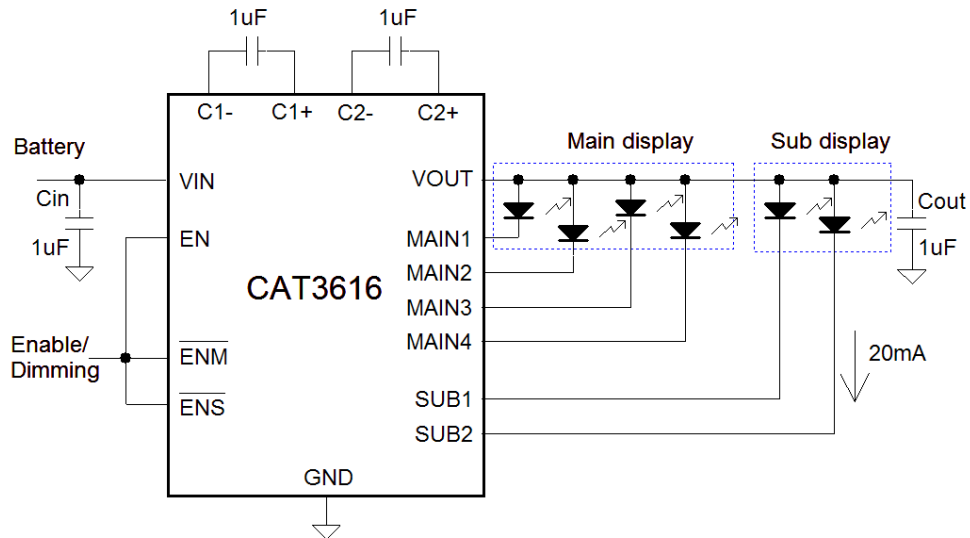 1uF
1uF
C1-
C1+
C2-
C2+
Battery
Main display
Sub display
VIN
VOUT
Cin
Cout
1uF
EN
MAIN1
1uF
MAIN2
CAT3616
MAIN3
Enable/
Dimming
ENM
MAIN4
20mA
ENS
SUB1
SUB2
GND